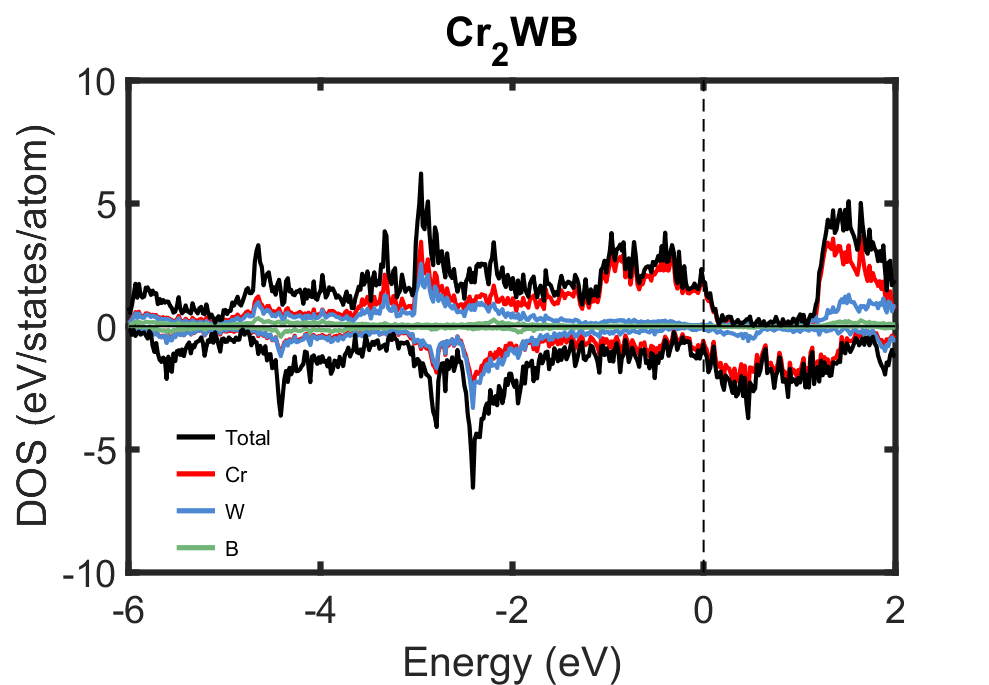 Cr₂WB
DOS (eV/states/atom)
10
5
0
-5
-10
Total
Cr
W
B
-6
-4
-2
0
2
Energy (eV)